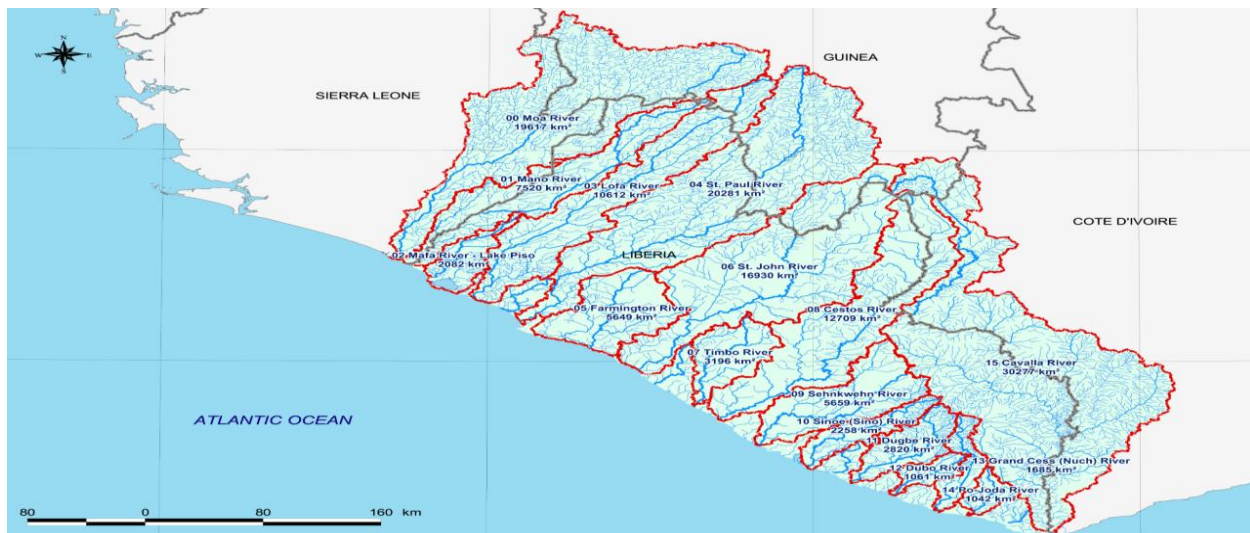 N
W E
S
GUINEA
SIERRA LEONE
00 Moa River
19617 km²
01 Mano River
7520 km²
03 Lofa River
10612 km²
04 St. Paul River
20281 km²
COTE D'IVOIRE
02 Mafa River - Lake Piso
2082 km²
LIBERIA
06 St. John River
16930 km²
05 Farmington River
5649 km²
08 Cestos River
12709 km²
07 Timbo River
3196 km²
15 Cavalla River
30277 km²
09 Sehnkwehn River
5659 km²
ATLANTIC OCEAN
10 Sinoe (Sino) River
2258 km²
11 Dugbe River
2820 km²
12 Dubo River
1061 km²
13 Grand Cess (Nuch) River
1685 km²
14 Po-Joda River
1042 km²
80 0 80 160 km